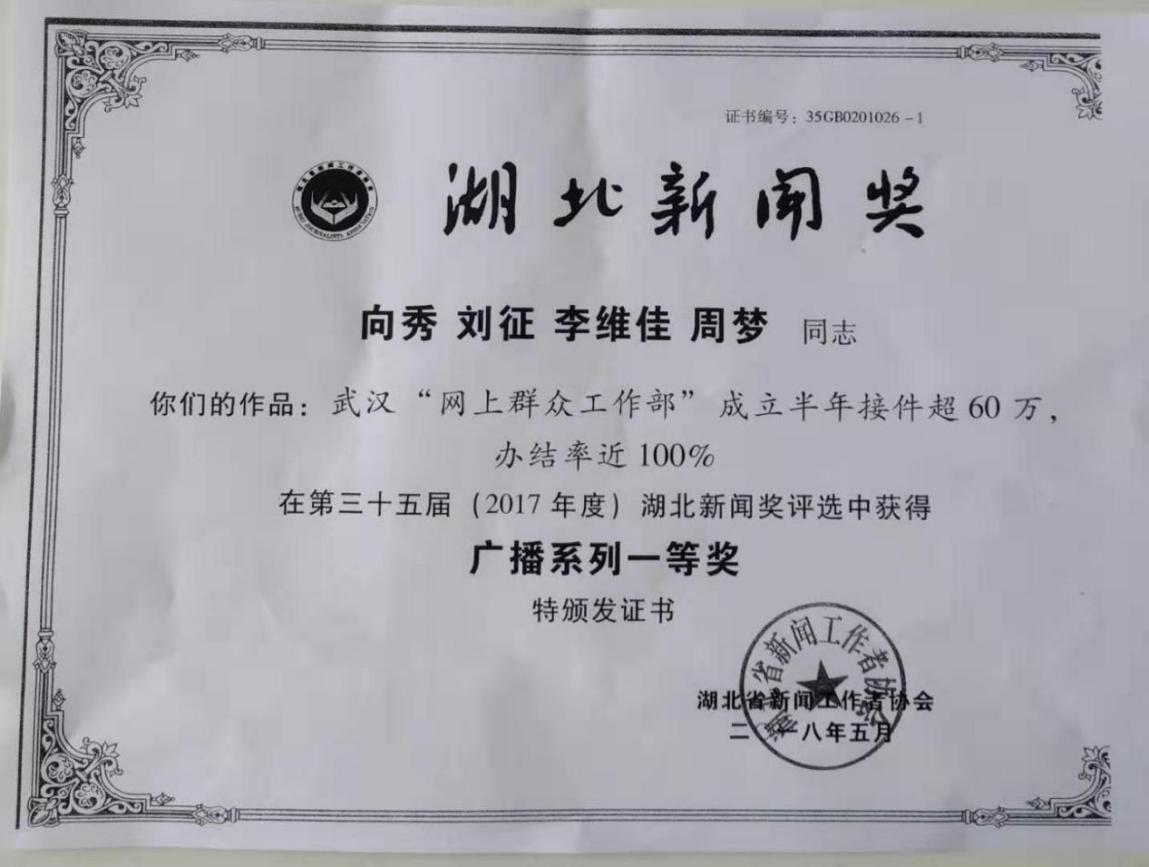 证书编号：35GB0201026-1
湖北新闻奖
向秀 刘征 李维佳 周梦 同志
你们的作品：武汉“网上群众工作部”成立半年接件超60万，
办结率近100%
在第三十五届（2017年度）湖北新闻奖评选中获得
广播系列一等奖
特颁发证书
湖北省新闻工作者协会
二 一八年五月